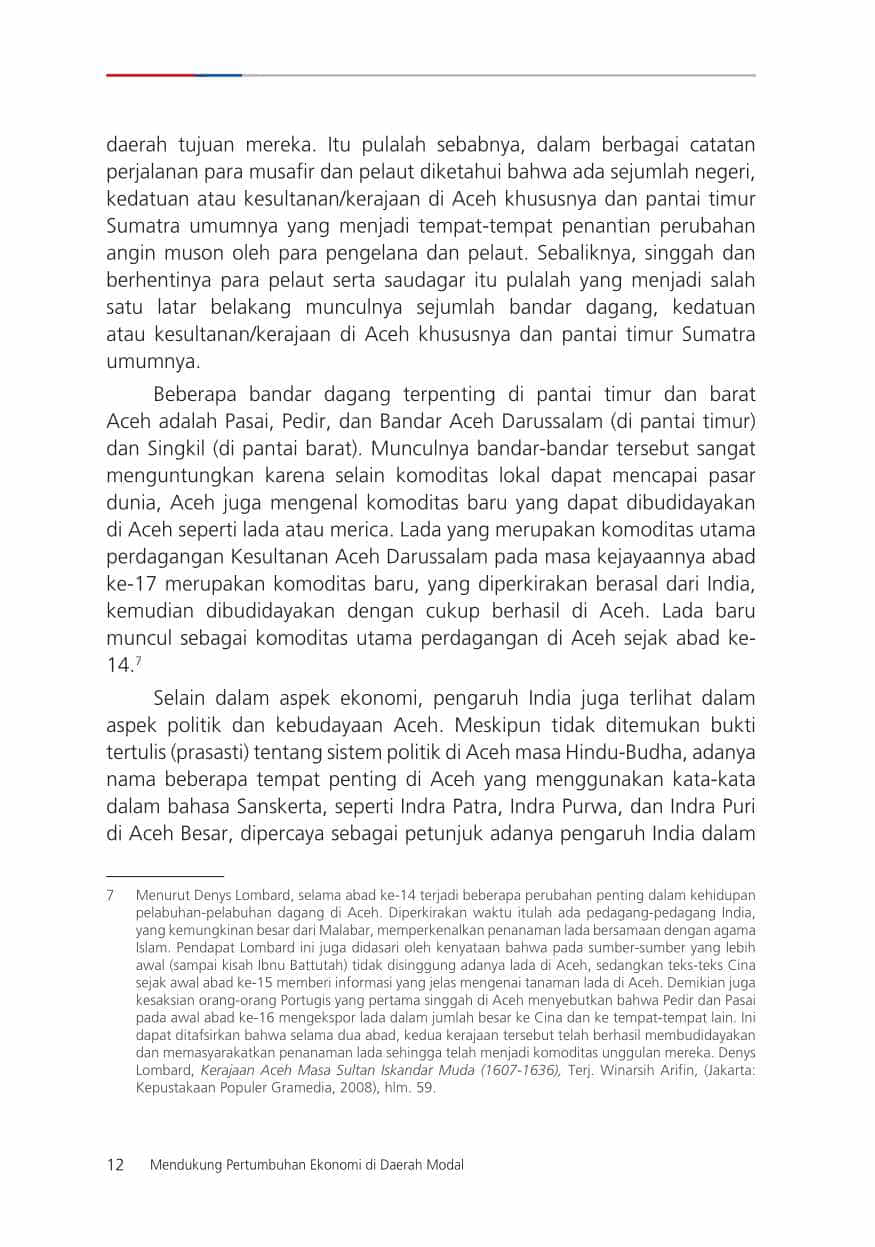 daerah tujuan mereka. Itu pulalah sebabnya, dalam berbagai catatan
perjalanan para musafir dan pelaut diketahui bahwa ada sejumlah negeri,
kedatuan atau kesultanan/kerajaan di Aceh khususnya dan pantai timur
Sumatra umumnya yang menjadi tempat-tempat penantian perubahan
angin muson oleh para pengelana dan pelaut. Sebaliknya, singgah dan
berhentinya para pelaut serta saudagar itu pulalah yang menjadi salah
satu latar belakang munculnya sejumlah bandar dagang, kedatuan
atau kesultanan/kerajaan di Aceh khususnya dan pantai timur Sumatra
umumnya.
Beberapa bandar dagang terpenting di pantai timur dan barat
Aceh adalah Pasai, Pedir, dan Bandar Aceh Darussalam (di pantai timur)
dan Singkil (di pantai barat). Munculnya bandar-bandar tersebut sangat
menguntungkan karena selain komoditas lokal dapat mencapai pasar
dunia, Aceh juga mengenal komoditas baru yang dapat dibudidayakan
di Aceh seperti lada atau merica. Lada yang merupakan komoditas utama
perdagangan Kesultanan Aceh Darussalam pada masa kejayaannya abad
ke-17 merupakan komoditas baru, yang diperkirakan berasal dari India,
kemudian dibudidayakan dengan cukup berhasil di Aceh. Lada baru
muncul sebagai komoditas utama perdagangan di Aceh sejak abad ke-
14.7
Selain dalam aspek ekonomi, pengaruh India juga terlihat dalam
aspek politik dan kebudayaan Aceh. Meskipun tidak ditemukan bukti
tertulis (prasasti) tentang sistem politik di Aceh masa Hindu-Budha, adanya
nama beberapa tempat penting di Aceh yang menggunakan kata-kata
dalam bahasa Sanskerta, seperti Indra Patra, Indra Purwa, dan Indra Puri
di Aceh Besar, dipercaya sebagai petunjuk adanya pengaruh India dalam
7 Menurut Denys Lombard, selama abad ke-14 terjadi beberapa perubahan penting dalam kehidupan
pelabuhan-pelabuhan dagang di Aceh. Diperkirakan waktu itulah ada pedagang-pedagang India,
yang kemungkinan besar dari Malabar, memperkenalkan penanaman lada bersamaan dengan agama
Islam. Pendapat Lombard ini juga didasari oleh kenyataan bahwa pada sumber-sumber yang lebih
awal (sampai kisah Ibnu Battutah) tidak disinggung adanya lada di Aceh, sedangkan teks-teks Cina
sejak awal abad ke-15 memberi informasi yang jelas mengenai tanaman lada di Aceh. Demikian juga
kesaksian orang-orang Portugis yang pertama singgah di Aceh menyebutkan bahwa Pedir dan Pasai
pada awal abad ke-16 mengekspor lada dalam jumlah besar ke Cina dan ke tempat-tempat lain. Ini
dapat ditafsirkan bahwa selama dua abad, kedua kerajaan tersebut telah berhasil membudidayakan
dan memasyarakatkan penanaman lada sehingga telah menjadi komoditas unggulan mereka. Denys
Lombard, Kerajaan Aceh Masa Sultan Iskandar Muda (1607-1636), Terj. Winarsih Arifin, (Jakarta:
Kepustakaan Populer Gramedia, 2008), hlm. 59.
12 Mendukung Pertumbuhan Ekonomi di Daerah Modal